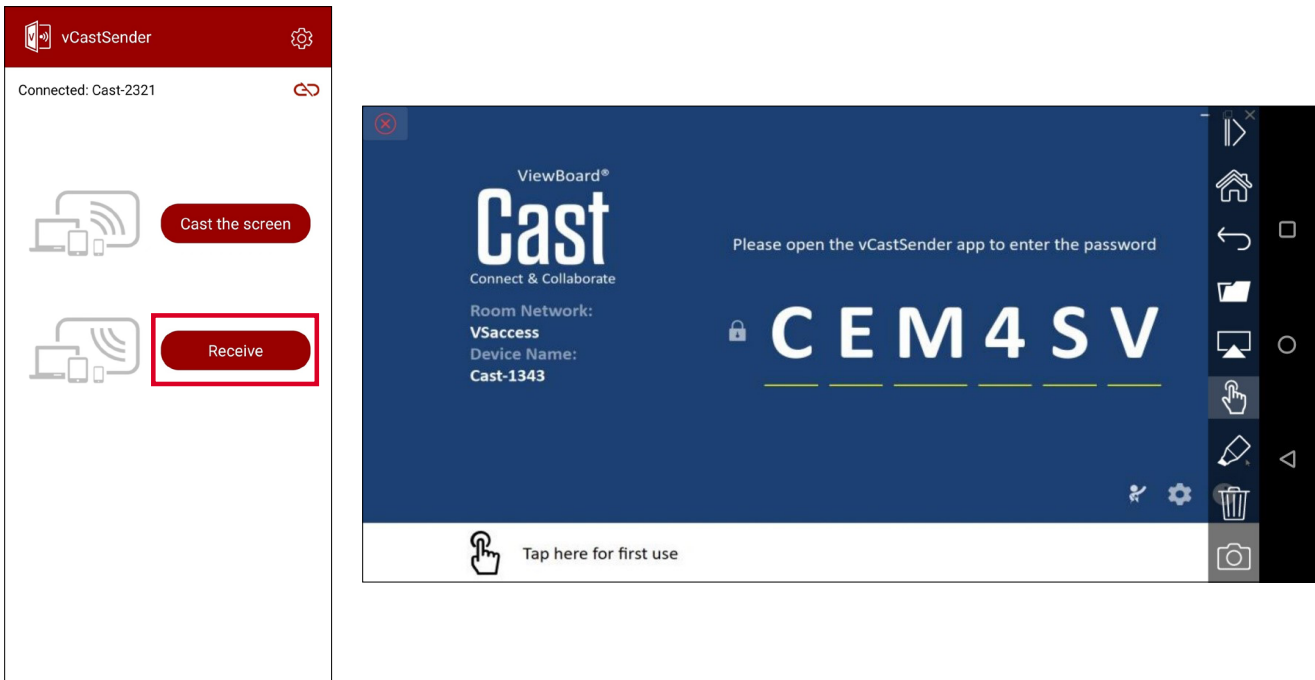 vCastSender
Connected: Cast-2321
Cast the screen
Receive
ViewBoard®
Cast
Connect & Collaborate
Room Network:
VSaccess
Device Name:
Cast-1343
Please open the vCastSender app to enter the password
CEM4SV
Tap here for first use